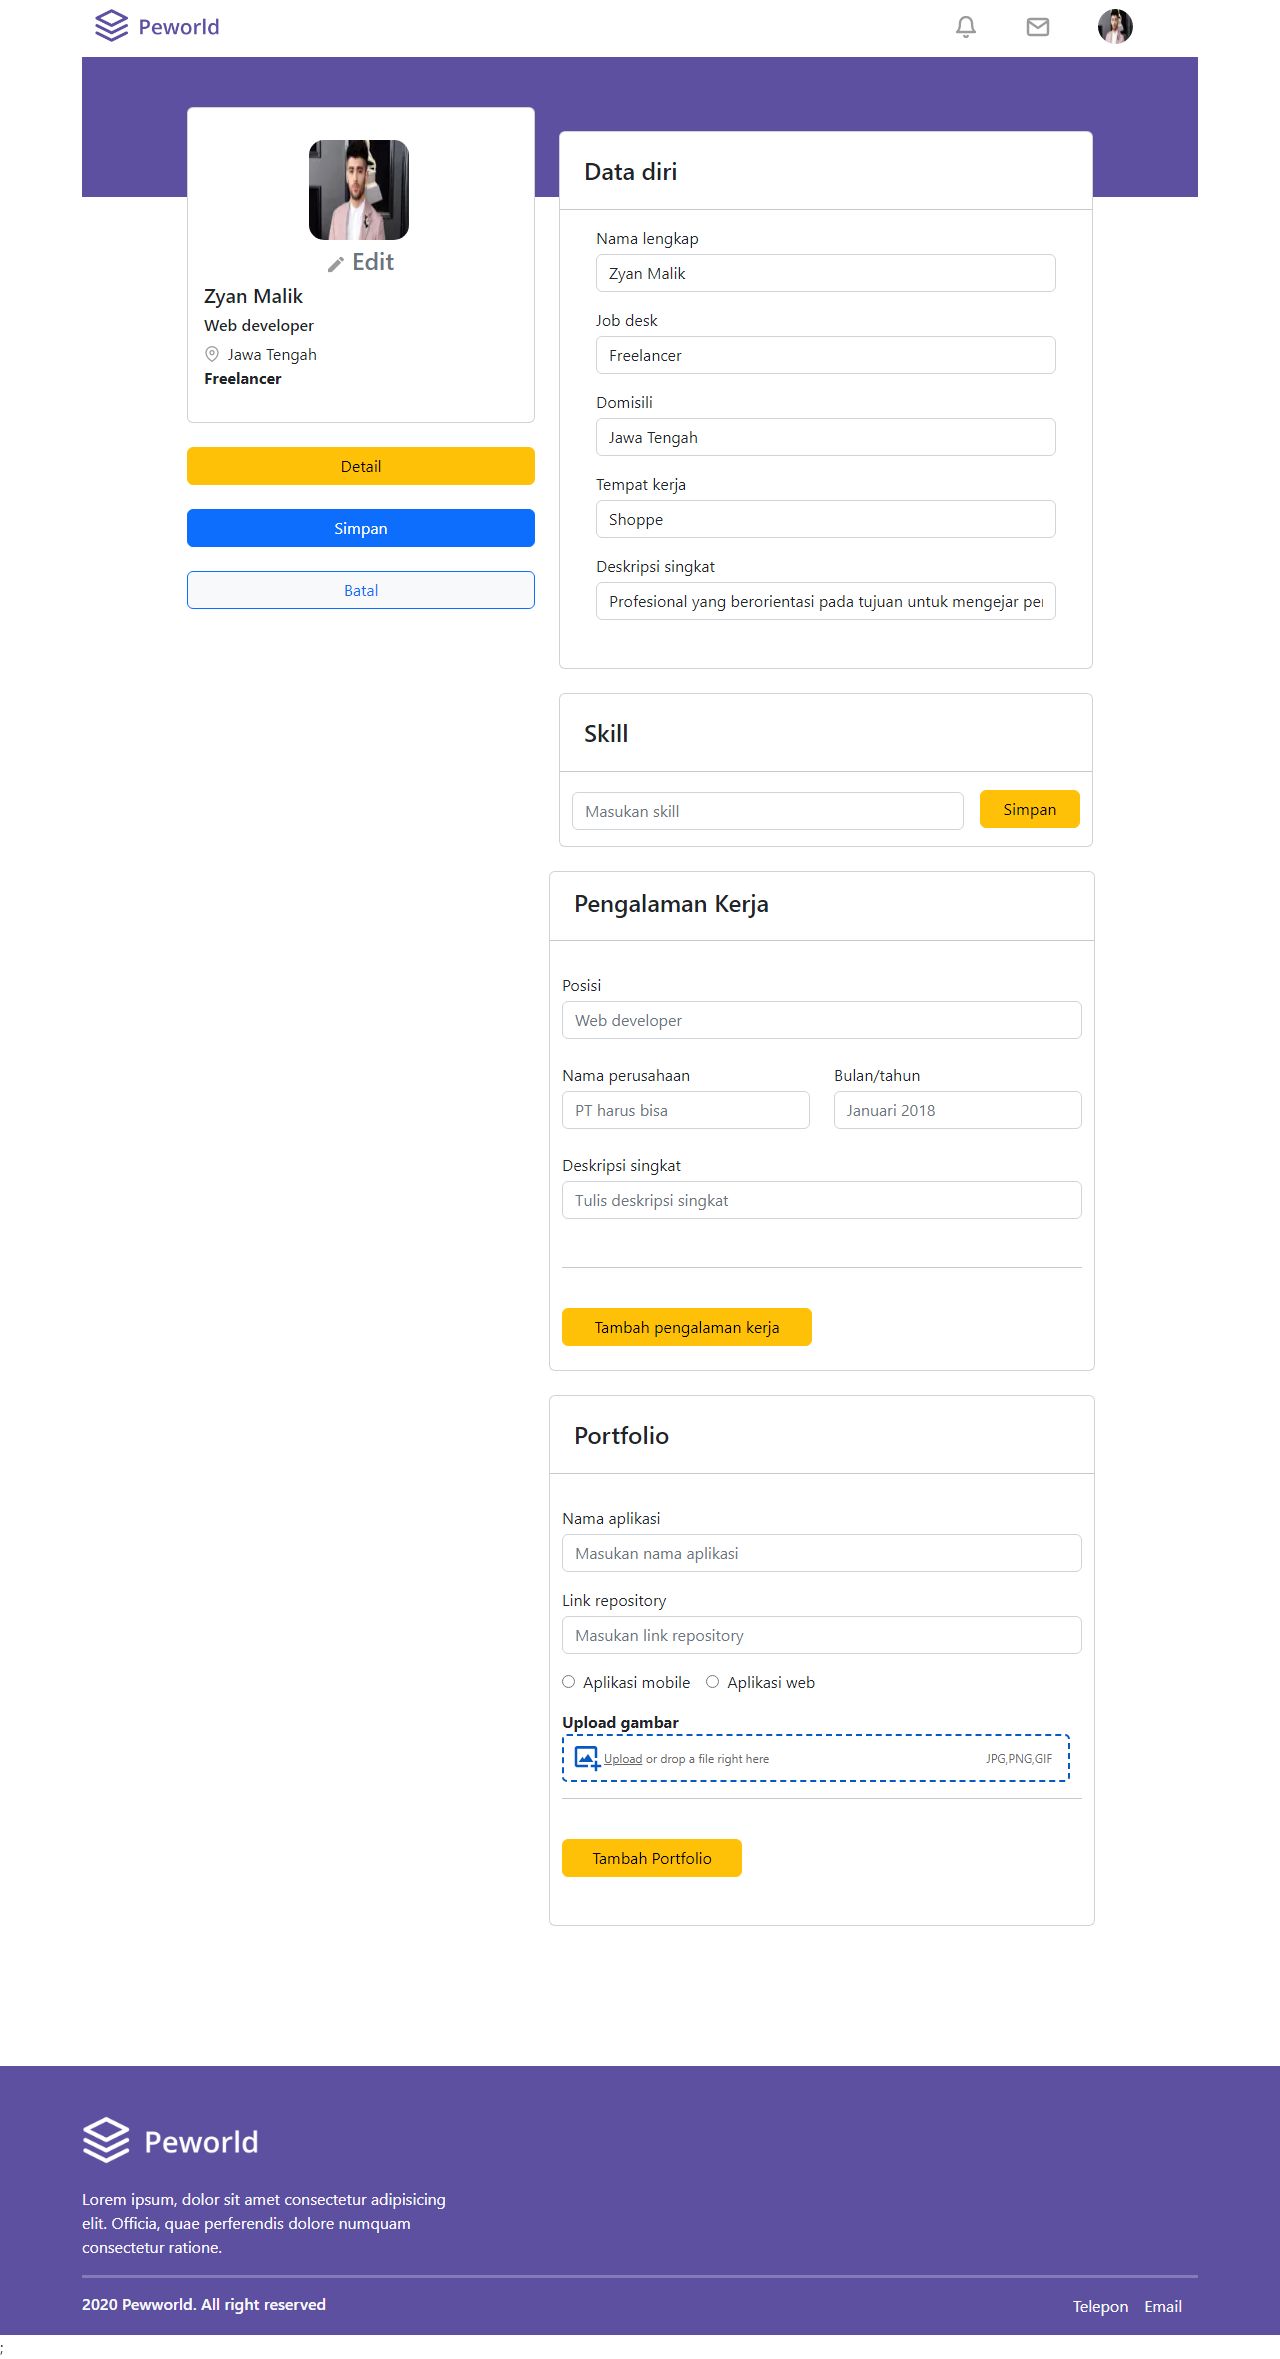 Peworld
Edit
Zyan Malik
Web developer
Jawa Tengah
Freelancer
Detail
Simpan
Batal
Data diri
Nama lengkap
Zyan Malik
Job desk
Freelancer
Domisili
Jawa Tengah
Tempat kerja
Shoppe
Deskripsi singkat
Profesional yang berorientasi pada tujuan untuk mengejar per
Skill
Masukan skill
Simpan
Pengalaman Kerja
Posisi
Web developer
Nama perusahaan Bulan/tahun
PT harus bisa Januari 2018
Deskripsi singkat
Tulis deskripsi singkat
Tambah pengalaman kerja
Portfolio
Nama aplikasi
Masukan nama aplikasi
Link repository
Masukan link repository
Aplikasi mobile Aplikasi web
Upload gambar
Upload or drop a file right here JPG,PNG,GIF
Tambah Portfolio
Peworld
Lorem ipsum, dolor sit amet consectetur adipisicing
elit. Officia, quae perferendis dolore numquam
consectetur ratione.
2020 Pewworld. All right reserved Telepon Email
;